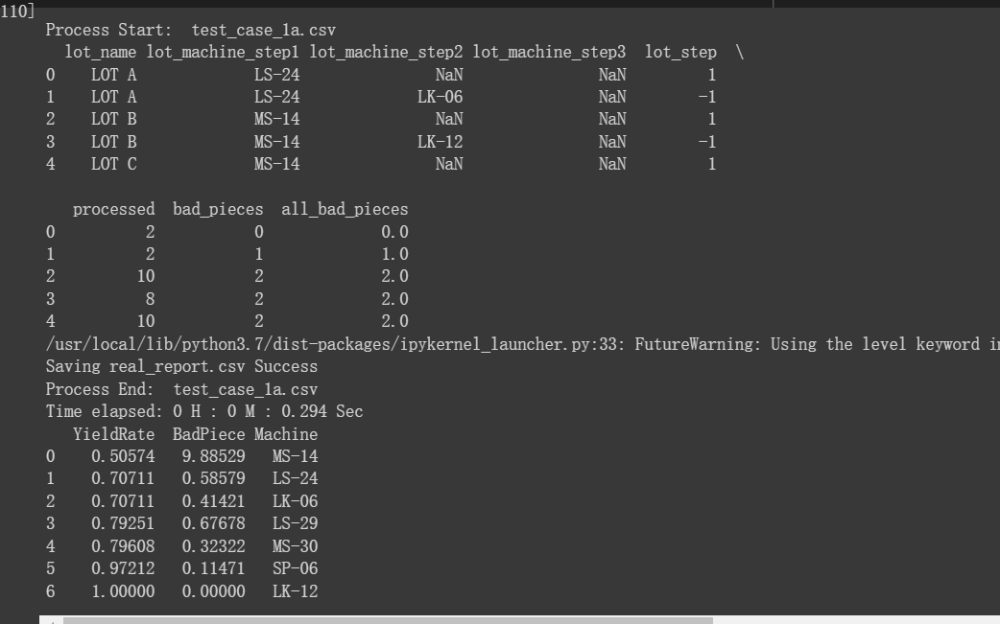 110]
Process Start:  test_case_1a.csv
  lot_name lot_machine_step1 lot_machine_step2 lot_machine_step3  lot_step  \
0    LOT A             LS-24               NaN               NaN         1
1    LOT A             LS-24             LK-06               NaN        -1
2    LOT B             MS-14               NaN               NaN         1
3    LOT B             MS-14             LK-12               NaN        -1
4    LOT C             MS-14               NaN               NaN         1
   processed  bad_pieces  all_bad_pieces
0          2           0             0.0
1          2           1             1.0
2         10           2             2.0
3          8           2             2.0
4         10           2             2.0
/usr/local/lib/python3.7/dist-packages/ipykernel_launcher.py:33: FutureWarning: Using the level keyword in
Saving real_report.csv Success
Process End:  test_case_1a.csv
Time elapsed: 0 H : 0 M : 0.294 Sec
   YieldRate  BadPiece Machine
0    0.50574   9.88529   MS-14
1    0.70711   0.58579   LS-24
2    0.70711   0.41421   LK-06
3    0.79251   0.67678   LS-29
4    0.79608   0.32322   MS-30
5    0.97212   0.11471   SP-06
6    1.00000   0.00000   LK-12